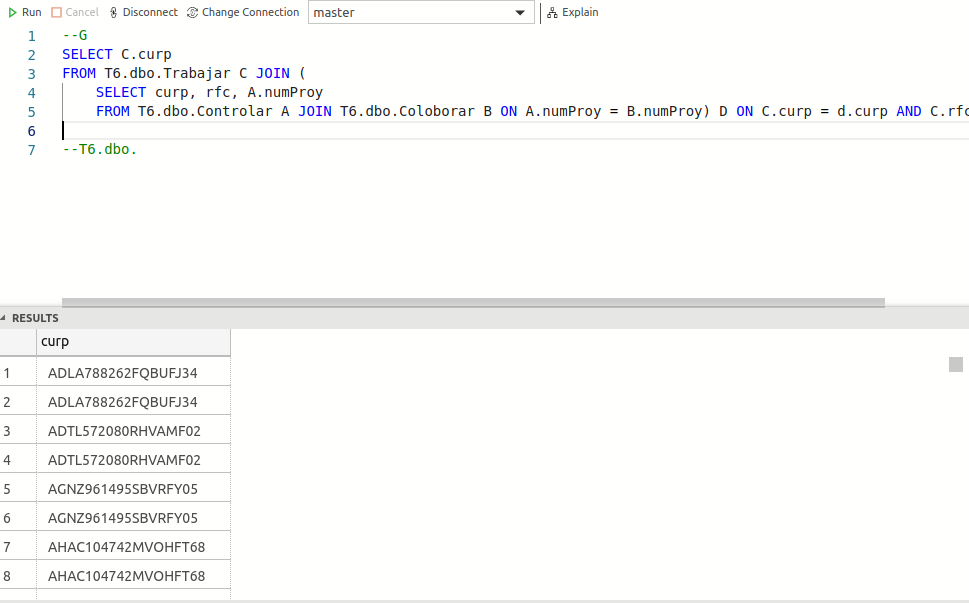 Run Cancel Disconnect Change Connection master Explain
1 --G
2 SELECT C.curp
3 FROM T6.dbo.Trabajar C JOIN (
4 SELECT curp, rfc, A.numProy
5 FROM T6.dbo.Controlar A JOIN T6.dbo.Coloborar B ON A.numProy = B.numProy) D ON C.curp = d.curp AND C.rfc
6
7 --T6.dbo.
RESULTS
curp
1 ADLA788262FQBUFJ34
2 ADLA788262FQBUFJ34
3 ADTL572080RHVAMF02
4 ADTL572080RHVAMF02
5 AGNZ961495SBVRFY05
6 AGNZ961495SBVRFY05
7 AHAC104742MVOHFT68
8 AHAC104742MVOHFT68